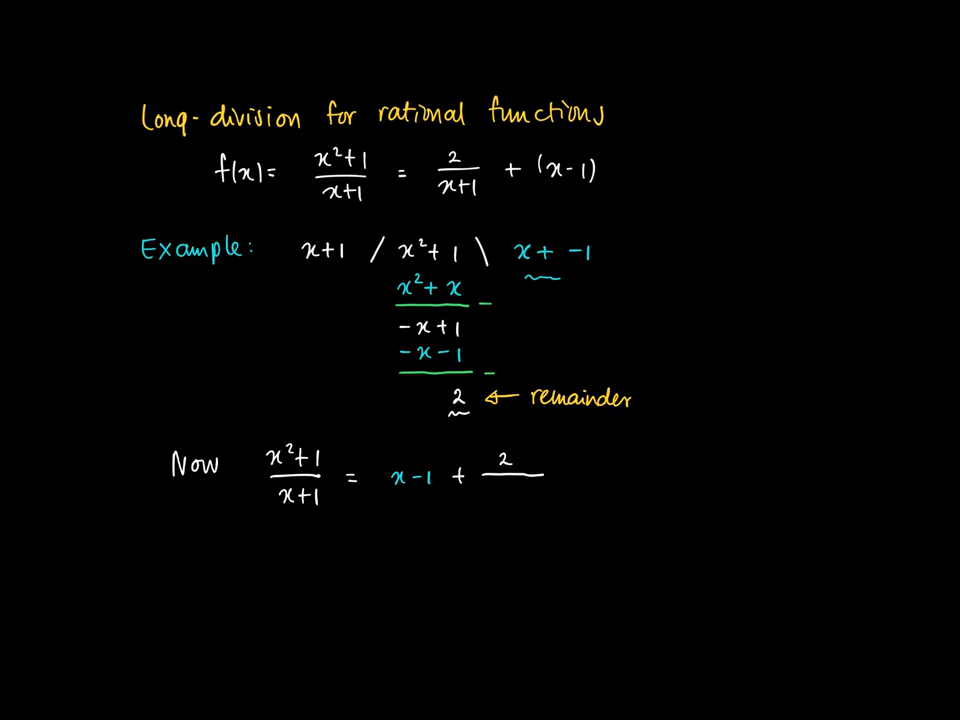 Long-division for rational functions
f(x) = (x²+1)/(x+1) = 2/(x+1) + (x-1)
Example: x+1 / x²+1 \ x + -1
x² + x
-x+1
-x-1
2 ← remainder
Now (x²+1)/(x+1) = x-1 + 2/